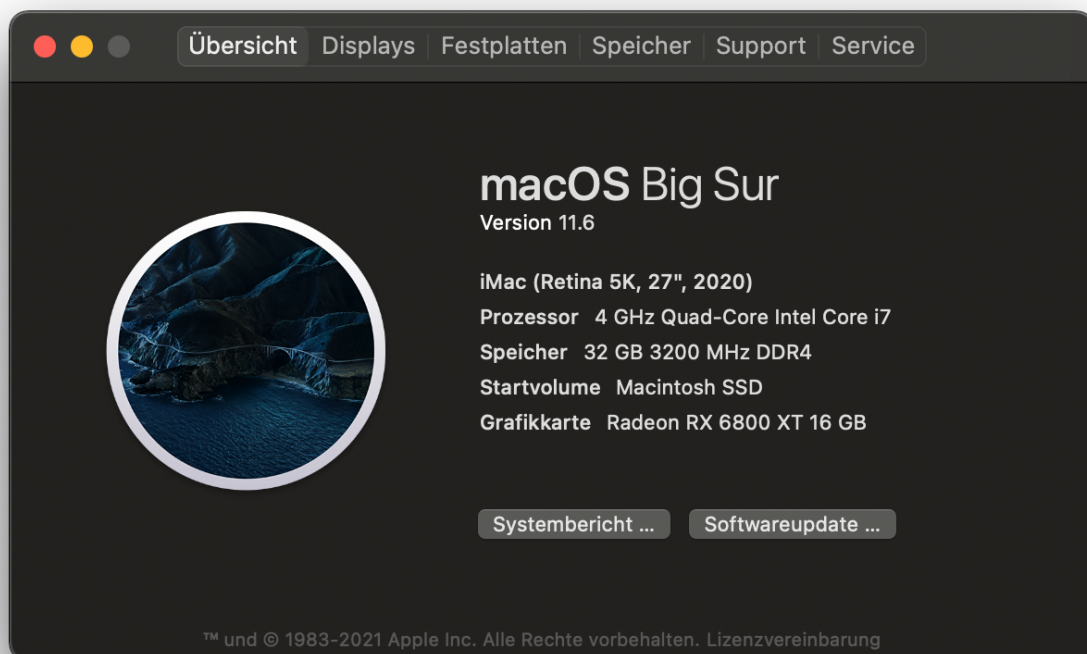 Übersicht Displays Festplatten Speicher Support Service
macOS Big Sur
Version 11.6
iMac (Retina 5K, 27", 2020)
Prozessor 4 GHz Quad-Core Intel Core i7
Speicher 32 GB 3200 MHz DDR4
Startvolume Macintosh SSD
Grafikkarte Radeon RX 6800 XT 16 GB
Systembericht ... Softwareupdate ...
™ und © 1983-2021 Apple Inc. Alle Rechte vorbehalten. Lizenzvereinbarung